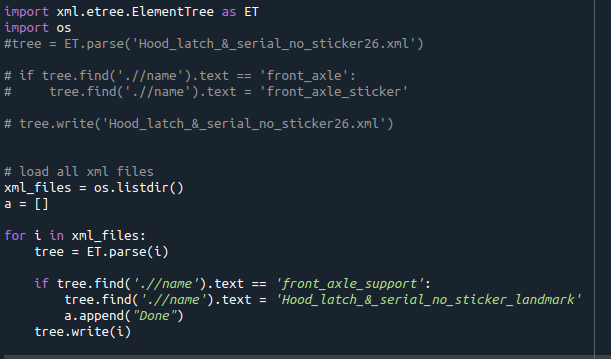 import xml.etree.ElementTree as ET
import os
#tree = ET.parse('Hood_latch_&_serial_no_sticker26.xml')
# if tree.find('.//name').text == 'front_axle':
#     tree.find('.//name').text = 'front_axle_sticker'
# tree.write('Hood_latch_&_serial_no_sticker26.xml')
# load all xml files
xml_files = os.listdir()
a = []
for i in xml_files:
    tree = ET.parse(i)
    if tree.find('.//name').text == 'front_axle_support':
        tree.find('.//name').text = 'Hood_latch_&_serial_no_sticker_landmark'
        a.append("Done")
    tree.write(i)